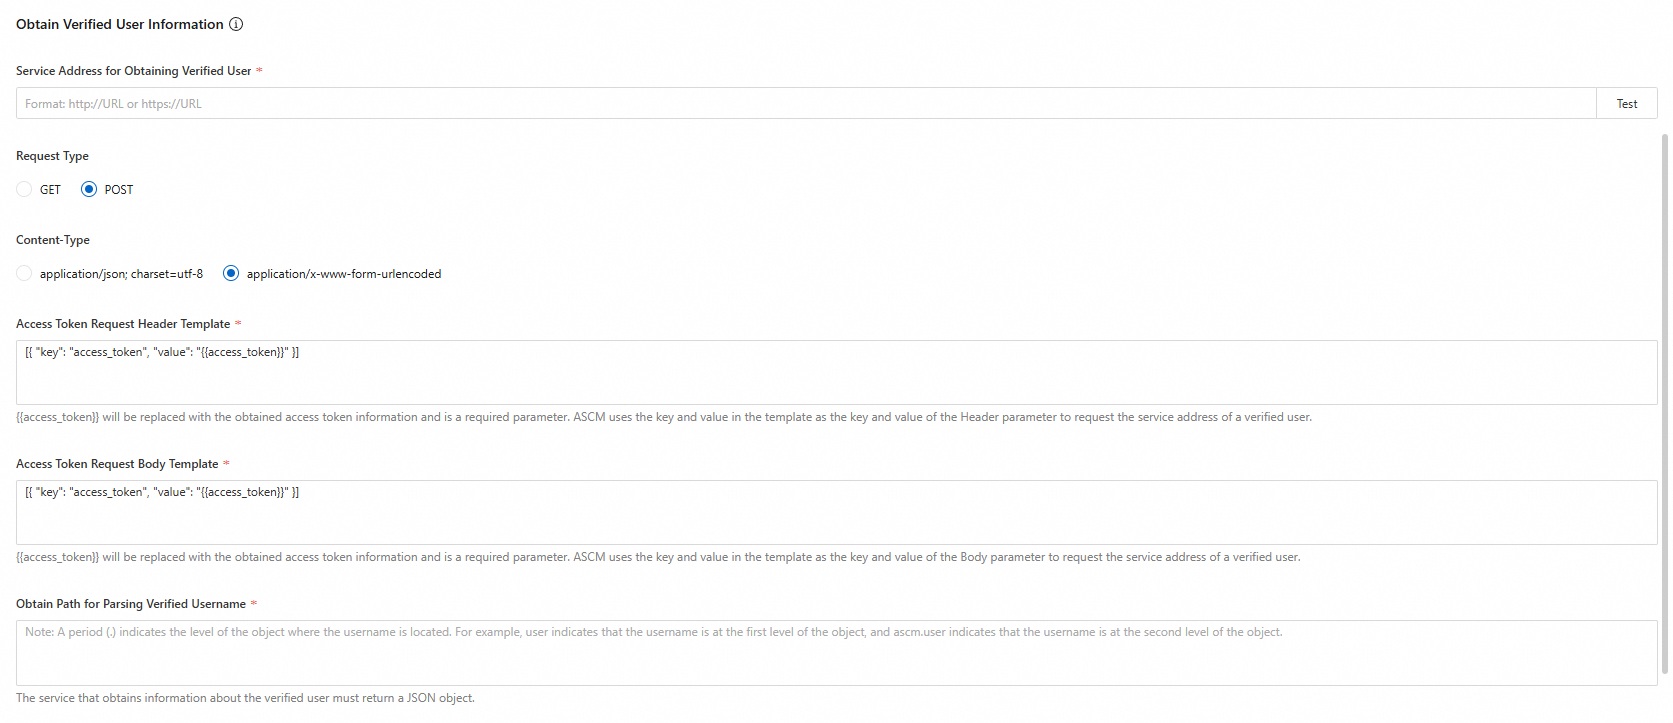 Obtain Verified User Information
Service Address for Obtaining Verified User *
Format: http://URL or https://URL
Test
Request Type
GET POST
Content-Type
application/json; charset=utf-8 application/x-www-form-urlencoded
Access Token Request Header Template *
[{ "key": "access_token", "value": "{{access_token}}" }]
{{access_token}} will be replaced with the obtained access token information and is a required parameter. ASCM uses the key and value in the template as the key and value of the Header parameter to request the service address of a verified user.
Access Token Request Body Template *
[{ "key": "access_token", "value": "{{access_token}}" }]
{{access_token}} will be replaced with the obtained access token information and is a required parameter. ASCM uses the key and value in the template as the key and value of the Body parameter to request the service address of a verified user.
Obtain Path for Parsing Verified Username *
Note: A period (.) indicates the level of the object where the username is located. For example, user indicates that the username is at the first level of the object, and ascm.user indicates that the username is at the second level of the object.
The service that obtains information about the verified user must return a JSON object.